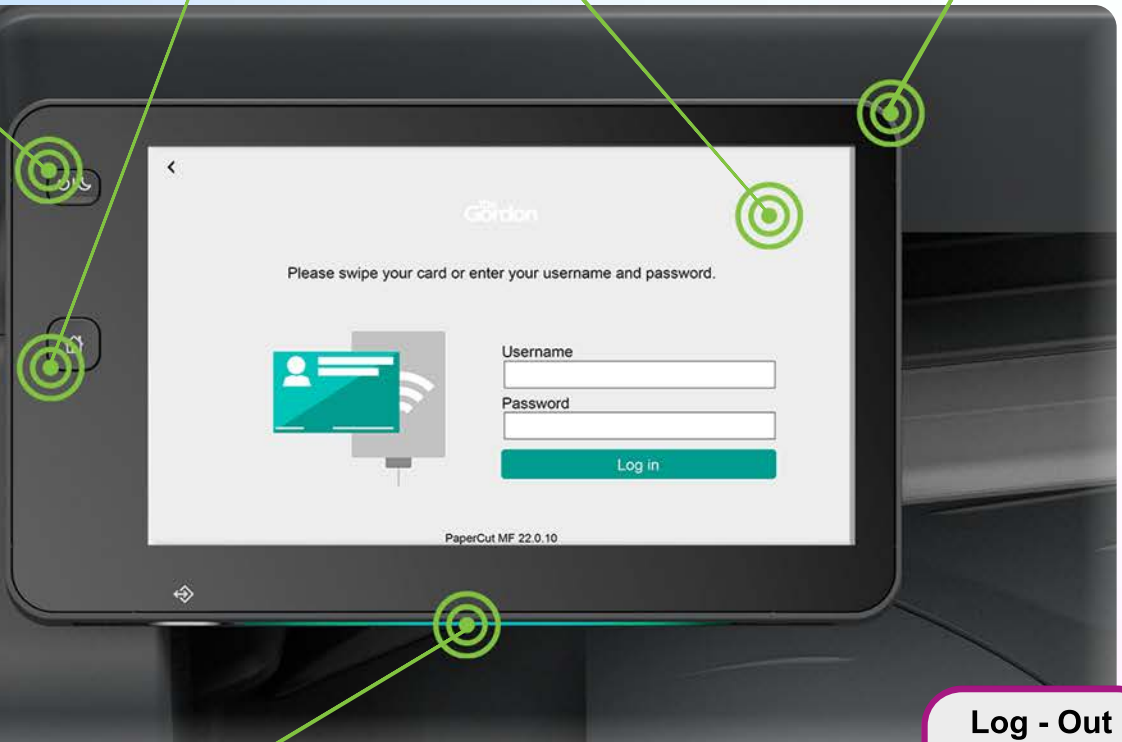 <
The Gordon
Please swipe your card or enter your username and password.
Username
Password
Log in
PaperCut MF 22.0.10
Log - Out